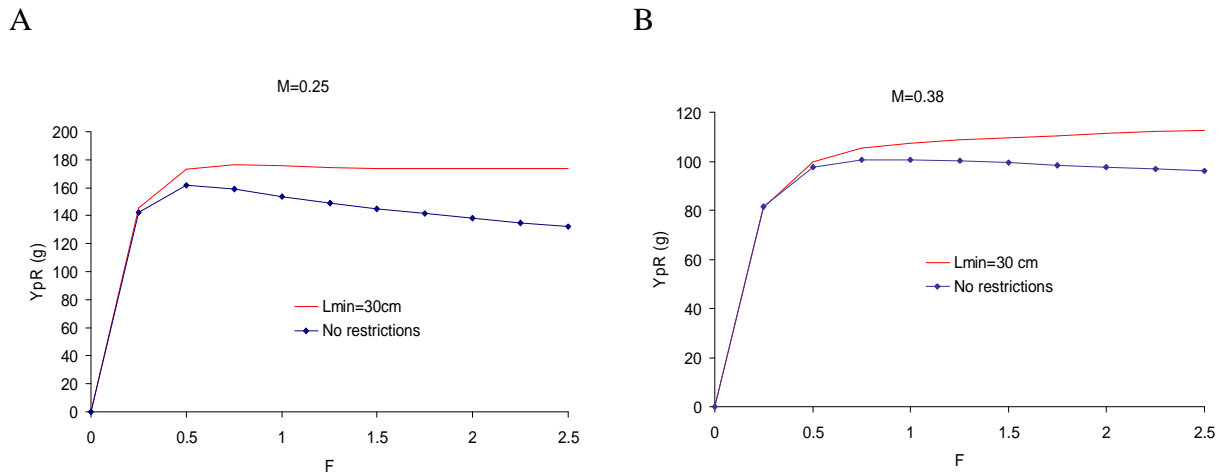 A
M=0.25
YpR (g)
200
180
160
140
120
100
80
60
40
20
0
0 0.5 1 1.5 2 2.5
F
Lmin=30cm
No restrictions
B
M=0.38
YpR (g)
120
100
80
60
40
20
0
0 0.5 1 1.5 2 2.5
F
Lmin=30 cm
No restrictions